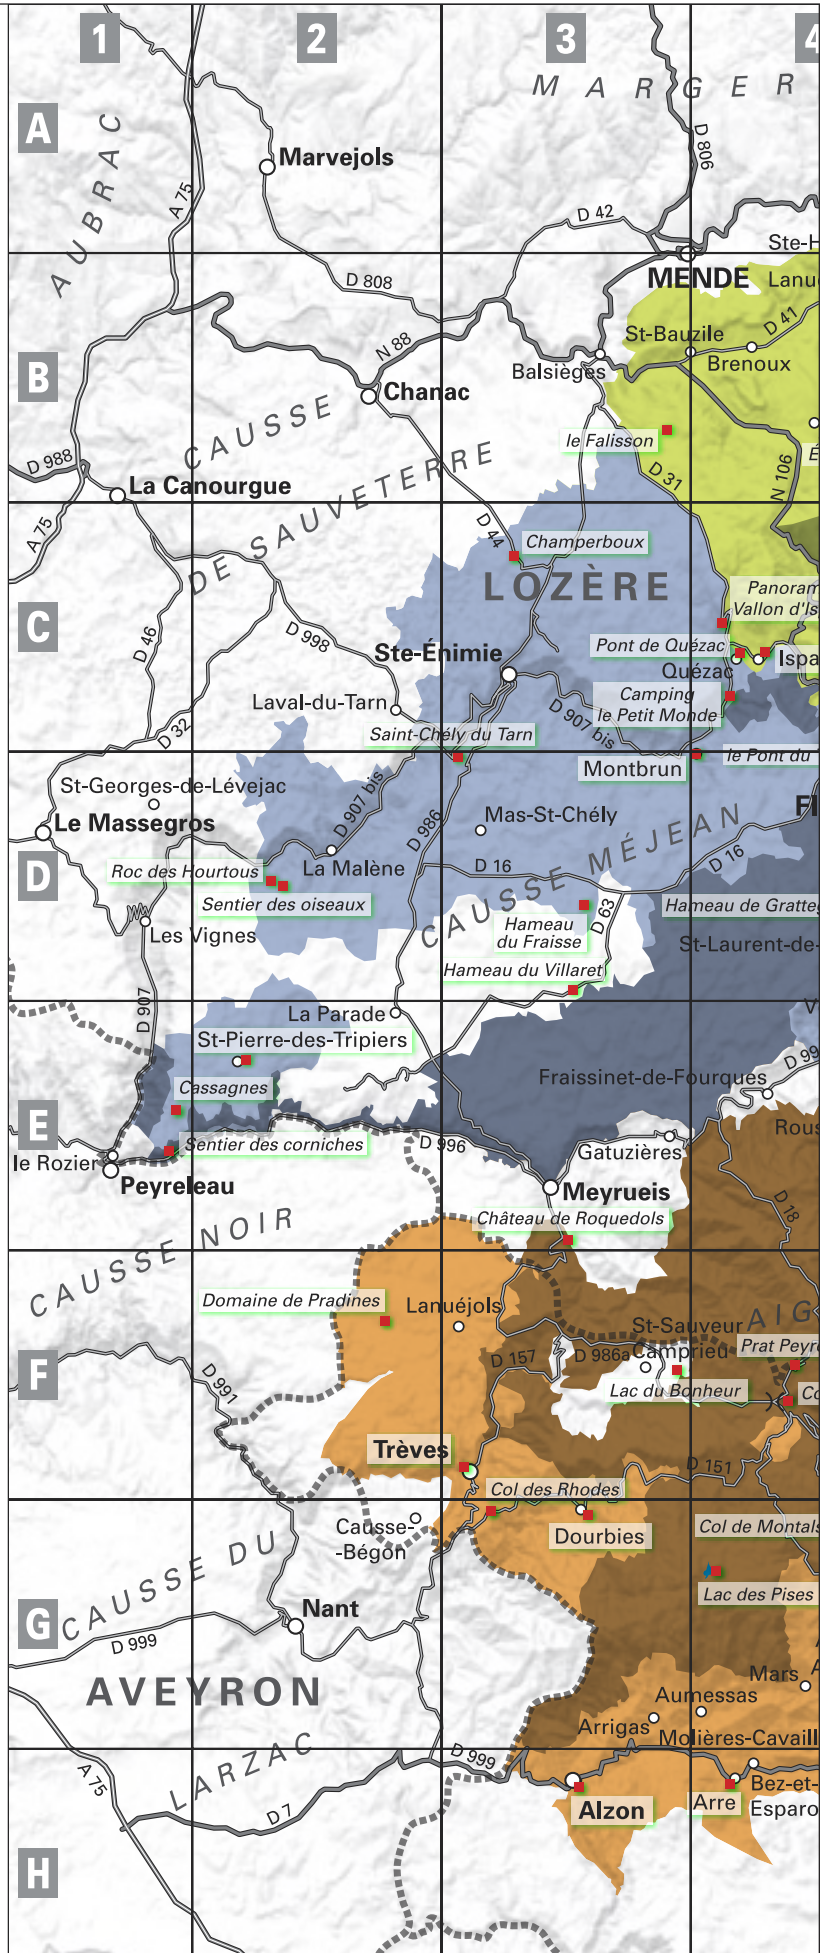 1
2
3
4
A
MARGER
AUBRAC
Marvejols
A 75
D 806
D 42
Ste-H
MENDE
Lanu
D 808
D 41
St-Bauzile
N 88
Brenoux
Balsièges
B
Chanac
CAUSSE
le Falisson
É
D 988
D 31
N 106
La Canourgue
DE SAUVETERRE
A 75
D 44
Champerboux
LOZÈRE
Panoram
Vallon d'Is
C
D 46
D 998
Ste-Énimie
Pont de Quézac
Quézac
Ispa
Laval-du-Tarn
Camping
le Petit Monde
D 32
Saint-Chély du Tarn
D 907 bis
Montbrun
le Pont du
St-Georges-de-Lévejac
D 907 bis
Fl
Le Massegros
D 986
Mas-St-Chély
CAUSSE MÉJEAN
D 16
Roc des Hourtous
La Malène
D 16
D
Sentier des oiseaux
Hameau
du Fraisse
D 63
Hameau de Gratteg
Les Vignes
St-Laurent-de-
Hameau du Villaret
D 907
La Parade
V
St-Pierre-des-Tripiers
D 99
Cassagnes
Fraissinet-de-Fourques
E
Rous
Sentier des corniches
D 996
Gatuzières
le Rozier
Peyreleau
Meyrueis
D 18
CAUSSE NOIR
Château de Roquedols
Domaine de Pradines
Lanuéjols
AIG
St-Sauveur
Camprieu
Prat Peyro
F
D 991
D 157
D 986a
Lac du Bonheur
Co
Trèves
D 151
Col des Rhodes
Causse-
-Bégon
Dourbies
Col de Montals
CAUSSE DU
Lac des Pises
G
Nant
D 999
AVEYRON
Mars
A
Aumessas
Arrigas
Molières-Cavaill
LARZAC
D 999
A 75
Bez-et-
Esparo
D 7
Alzon
Arre
H